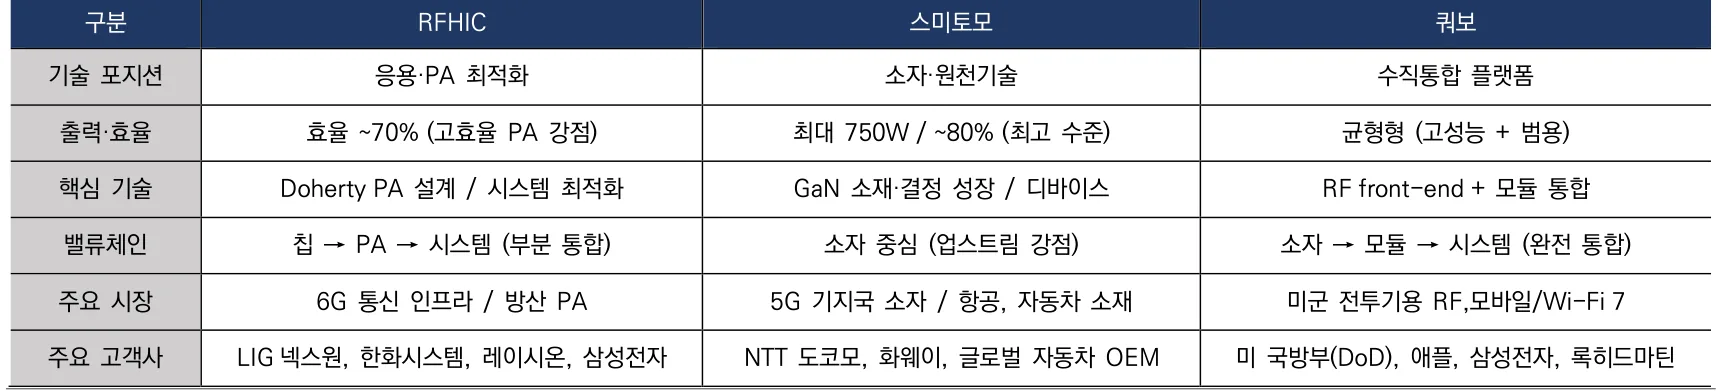 구분 RFHIC 스미토모 쿼보
기술 포지션 응용·PA 최적화 소자·원천기술 수직통합 플랫폼
출력·효율 효율 ~70% (고효율 PA 강점) 최대 750W / ~80% (최고 수준) 균형형 (고성능 + 범용)
핵심 기술 Doherty PA 설계 / 시스템 최적화 GaN 소재·결정 성장 / 디바이스 RF front-end + 모듈 통합
밸류체인 칩 → PA → 시스템 (부분 통합) 소자 중심 (업스트림 강점) 소자 → 모듈 → 시스템 (완전 통합)
주요 시장 6G 통신 인프라 / 방산 PA 5G 기지국 소자 / 항공, 자동차 소재 미군 전투기용 RF,모바일/Wi-Fi 7
주요 고객사 LIG 넥스원, 한화시스템, 레이시온, 삼성전자 NTT 도코모, 화웨이, 글로벌 자동차 OEM 미 국방부(DoD), 애플, 삼성전자, 록히드마틴